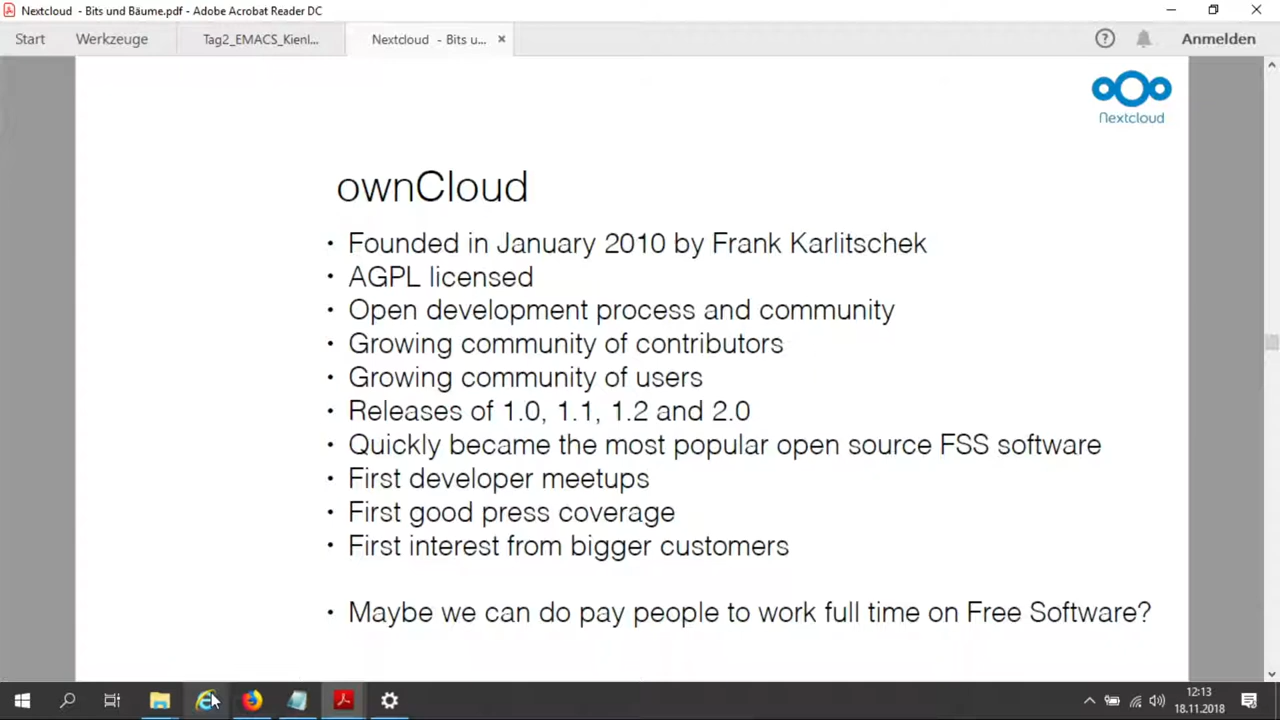 Nextcloud - Bits und Bäume.pdf - Adobe Acrobat Reader DC
Start
Werkzeuge
Tag2_EMACS_Kienl...
Nextcloud - Bits u...
Anmelden
nextcloud
ownCloud
• Founded in January 2010 by Frank Karlitschek
• AGPL licensed
• Open development process and community
• Growing community of contributors
• Growing community of users
• Releases of 1.0, 1.1, 1.2 and 2.0
• Quickly became the most popular open source FSS software
• First developer meetups
• First good press coverage
• First interest from bigger customers
• Maybe we can do pay people to work full time on Free Software?
12:13
18.11.2018